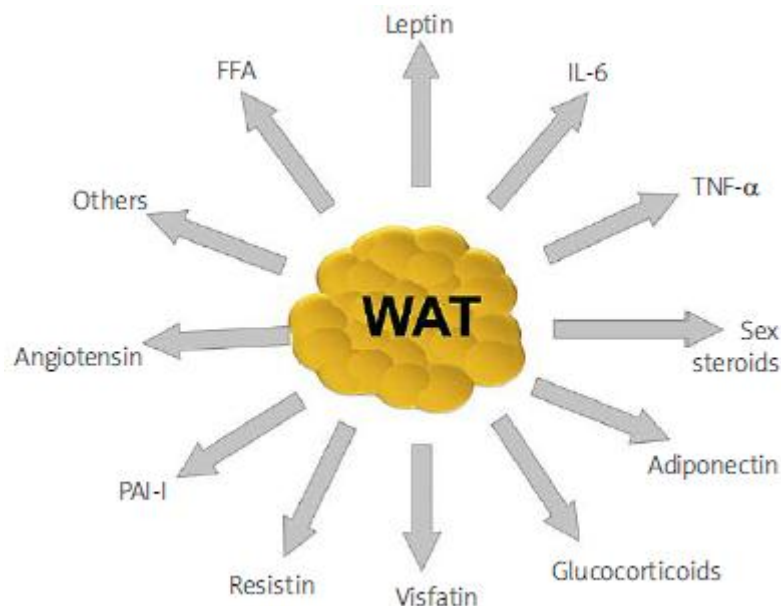 Leptin
FFA
IL-6
TNF-α
Others
WAT
Sex
steroids
Angiotensin
Adiponectin
PAI-I
Glucocorticoids
Resistin
Visfatin